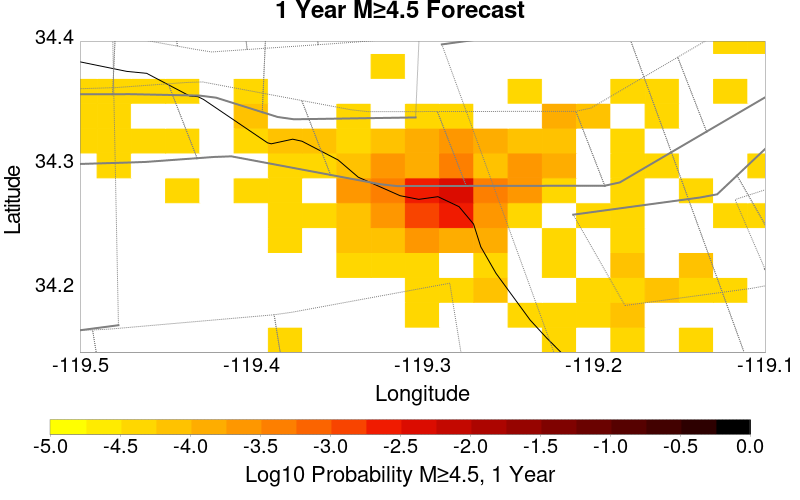 1 Year M≥4.5 Forecast
34.4
34.3
34.2
Latitude
-119.5 -119.4 -119.3 -119.2 -119.1
Longitude
-5.0 -4.5 -4.0 -3.5 -3.0 -2.5 -2.0 -1.5 -1.0 -0.5 0.0
Log10 Probability M≥4.5, 1 Year